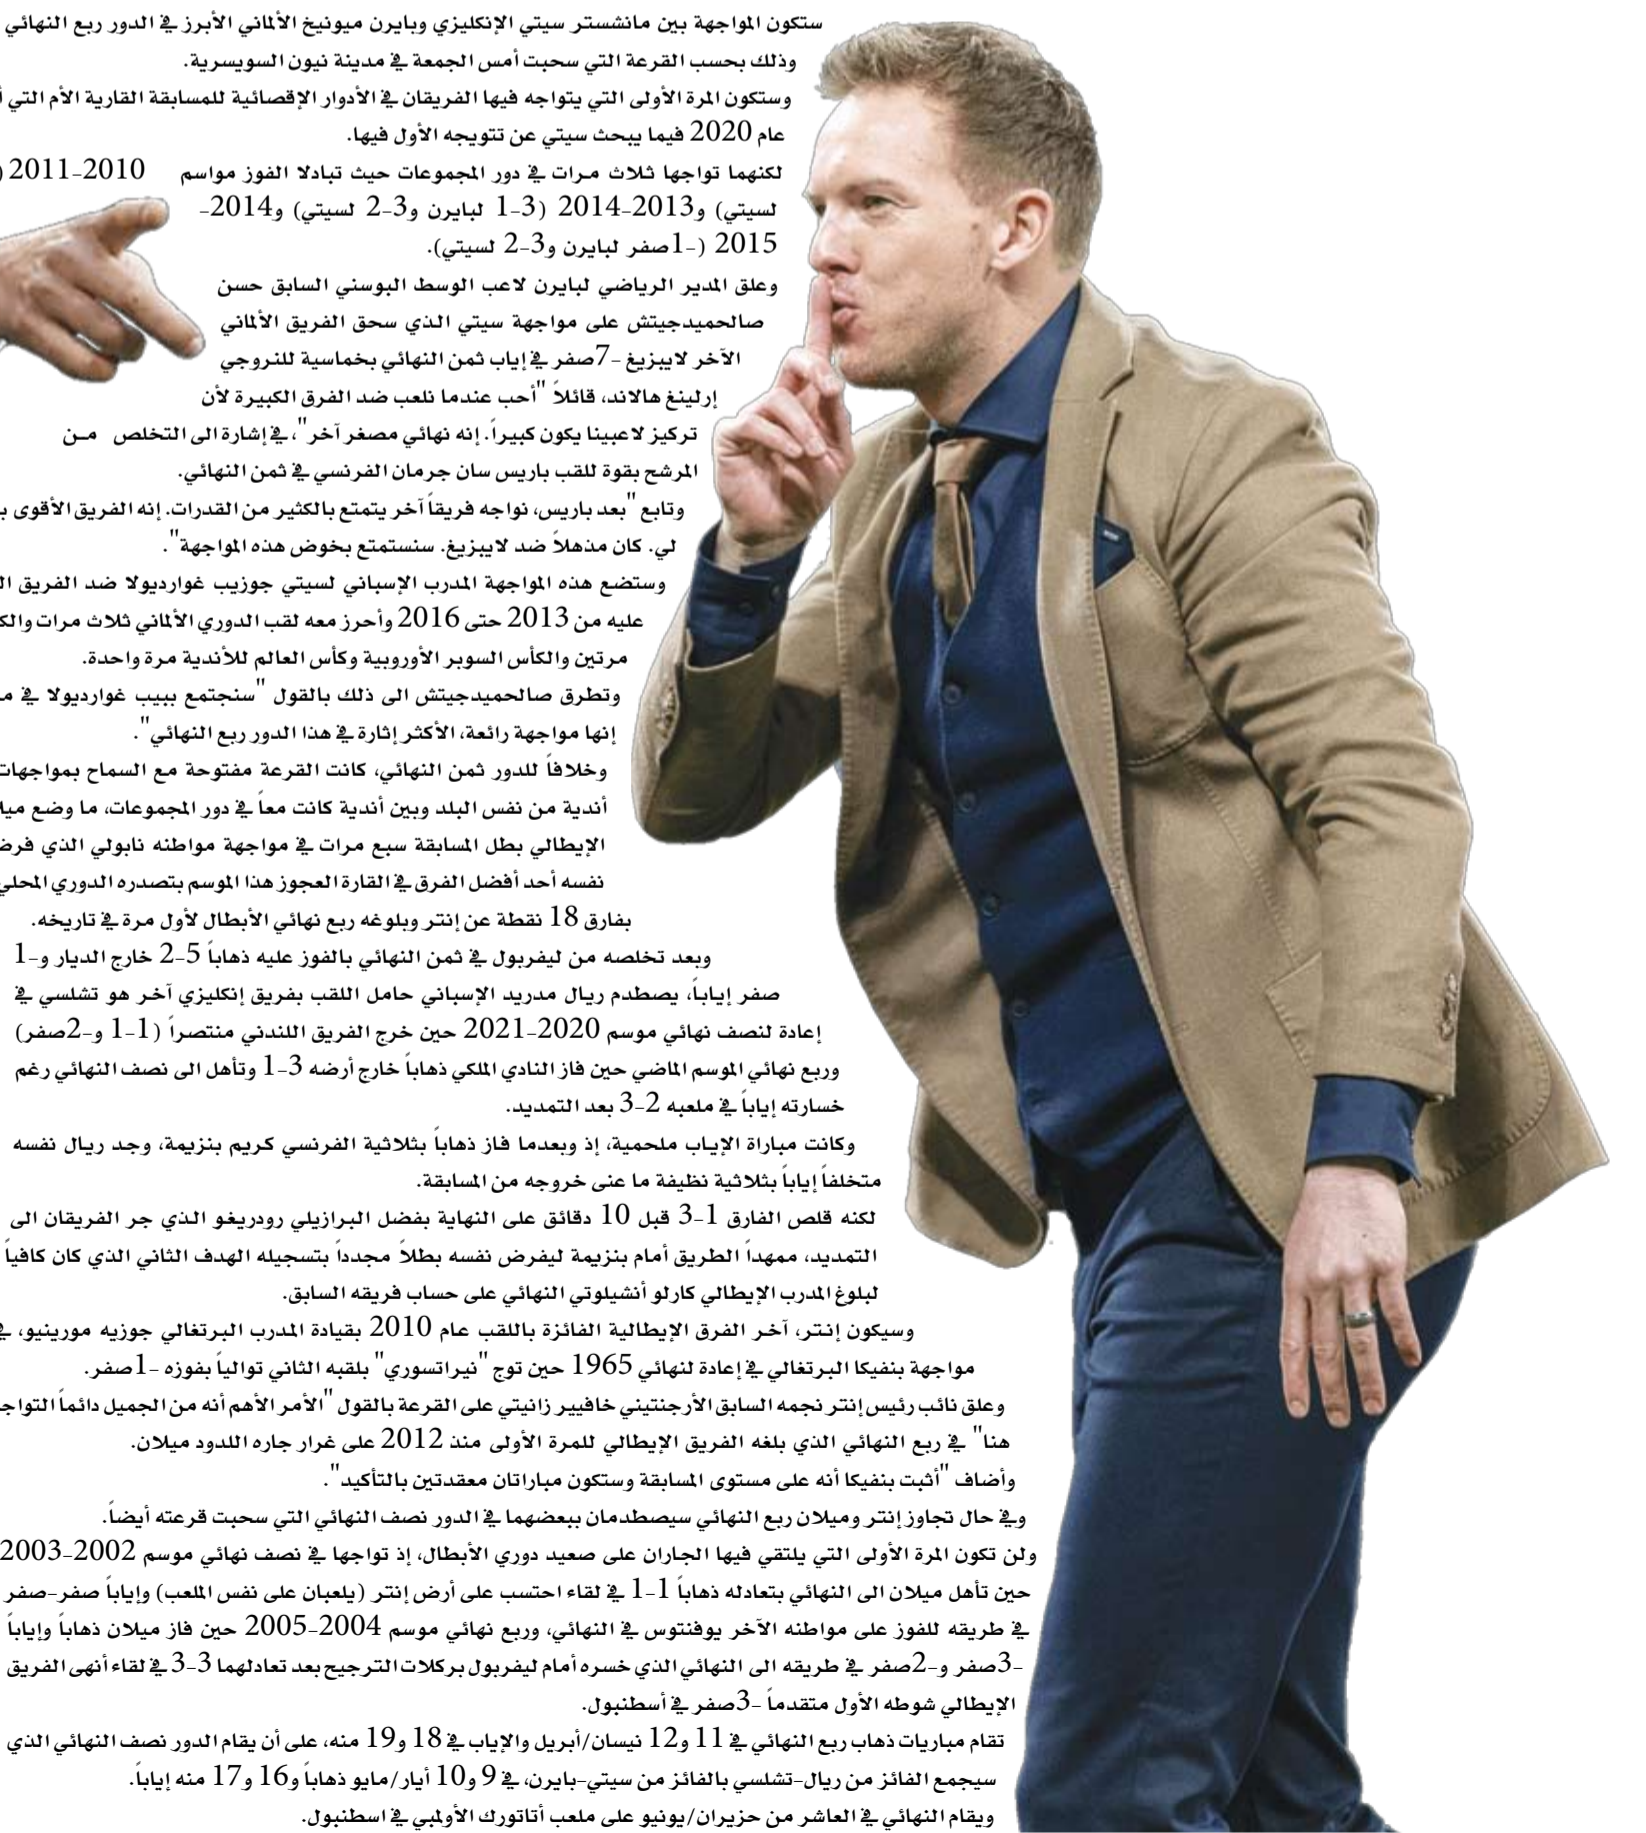 ستكون المواجهة بين مانشستر سيتي الإنكليزي وبايرن ميونيخ الألماني الأبرز في الدور ربع النهائي
وذلك بحسب القرعة التي سحبت أمس الجمعة في مدينة نيون السويسرية.
وستكون المرة الأولى التي يتواجه فيها الفريقان في الأدوار الإقصائية للمسابقة القارية الأم التي
عام 2020 فيما يبحث سيتي عن تتويجه الأول فيها.
لكنهما تواجها ثلاث مرات في دور المجموعات حيث تبادلا الفوز مواسم 2010-2011 (
لسيتي) و2013-2014 (3-1 لبايرن و3-2 لسيتي) و2014-
2015 (-1صفر لبايرن و3-2 لسيتي).
وعلق المدير الرياضي لبايرن لاعب الوسط البوسني السابق حسن
صالحميدجيتش على مواجهة سيتي الذي سحق الفريق الألماني
الآخر لايبزيغ -7صفر في إياب ثمن النهائي بخماسية للنروجي
إرلينغ هالاند، قائلاً "أحب عندما نلعب ضد الفرق الكبيرة لأن
تركيز لاعبينا يكون كبيراً. إنه نهائي مصغر آخر"، في إشارة الى التخلص من
المرشح بقوة للقب باريس سان جرمان الفرنسي في ثمن النهائي.
وتابع "بعد باريس، نواجه فريقاً آخر يتمتع بالكثير من القدرات. إنه الفريق الأقوى
لي. كان مذهلاً ضد لايبزيغ. سنستمتع بخوض هذه المواجهة".
وستضع هذه المواجهة المدرب الإسباني لسيتي جوزيب غوارديولا ضد الفريق
عليه من 2013 حتى 2016 وأحرز معه لقب الدوري الألماني ثلاث مرات
مرتين والكأس السوبر الأوروبية وكأس العالم للأندية مرة واحدة.
وتطرق صالحميدجيتش الى ذلك بالقول "سنجتمع ببيب غوارديولا في
إنها مواجهة رائعة، الأكثر إثارة في هذا الدور ربع النهائي".
وخلافاً للدور ثمن النهائي، كانت القرعة مفتوحة مع السماح بمواجهات
أندية من نفس البلد وبين أندية كانت معاً في دور المجموعات، ما وضع
الإيطالي بطل المسابقة سبع مرات في مواجهة مواطنه نابولي الذي فرض
نفسه أحد أفضل الفرق في القارة العجوز هذا الموسم بتصدره الدوري المحلي
بفارق 18 نقطة عن إنتر وبلوغه ربع نهائي الأبطال لأول مرة في تاريخه.
وبعد تخلصه من ليفربول في ثمن النهائي بالفوز عليه ذهاباً 5-2 خارج الديار و-1
صفر إياباً، يصطدم ريال مدريد الإسباني حامل اللقب بفريق إنكليزي آخر هو تشلسي في
إعادة لنصف نهائي موسم 2020-2021 حين خرج الفريق اللندني منتصراً (1-1 و-2صفر)
وربع نهائي الموسم الماضي حين فاز النادي الملكي ذهاباً خارج أرضه 3-1 وتأهل الى نصف النهائي رغم
خسارته إياباً في ملعبه 2-3 بعد التمديد.
وكانت مباراة الإياب ملحمية، إذ وبعدما فاز ذهاباً بثلاثية الفرنسي كريم بنزيمة، وجد ريال نفسه
متخلفاً إياباً بثلاثية نظيفة ما عنى خروجه من المسابقة.
لكنه قلص الفارق 1-3 قبل 10 دقائق على النهاية بفضل البرازيلي رودريغو الذي جر الفريقان الى
التمديد، ممهداً الطريق أمام بنزيمة ليفرض نفسه بطلاً مجدداً بتسجيله الهدف الثاني الذي كان كافياً
لبلوغ المدرب الإيطالي كارلو أنشيلوتي النهائي على حساب فريقه السابق.
وسيكون إنتر، آخر الفرق الإيطالية الفائزة باللقب عام 2010 بقيادة المدرب البرتغالي جوزيه مورينيو، في
مواجهة بنفيكا البرتغالي في إعادة لنهائي 1965 حين توج "نيراتسوري" بلقبه الثاني توالياً بفوزه -1صفر.
وعلق نائب رئيس إنتر نجمه السابق الأرجنتيني خافيير زانيتي على القرعة بالقول "الأمر الأهم أنه من الجميل دائماً
هنا" في ربع النهائي الذي بلغه الفريق الإيطالي للمرة الأولى منذ 2012 على غرار جاره اللدود ميلان.
وأضاف "أثبت بنفيكا أنه على مستوى المسابقة وستكون مباراتان معقدتين بالتأكيد".
وفي حال تجاوز إنتر وميلان ربع النهائي سيصطدمان ببعضهما في الدور نصف النهائي التي سحبت قرعته أيضاً.
ولن تكون المرة الأولى التي يلتقي فيها الجاران على صعيد دوري الأبطال، إذ تواجها في نصف نهائي موسم 2002-2003
حين تأهل ميلان الى النهائي بتعادله ذهاباً 1-1 في لقاء احتسب على أرض إنتر (يلعبان على نفس الملعب) وإياباً صفر-صفر
في طريقه للفوز على مواطنه الآخر يوفنتوس في النهائي، وربع نهائي موسم 2004-2005 حين فاز ميلان ذهاباً وإياباً
-3صفر و-2صفر في طريقه الى النهائي الذي خسره أمام ليفربول بركلات الترجيح بعد تعادلهما 3-3 في لقاء أنهى الفريق
الإيطالي شوطه الأول متقدماً -3صفر في أسطنبول.
تقام مباريات ذهاب ربع النهائي في 11 و12 نيسان/أبريل والإياب في 18 و19 منه، على أن يقام الدور نصف النهائي الذي
سيجمع الفائز من ريال-تشلسي بالفائز من سيتي-بايرن، في 9 و10 أيار/مايو ذهاباً و16 و17 منه إياباً.
ويقام النهائي في العاشر من حزيران/يونيو على ملعب أتاتورك الأولمبي في اسطنبول.